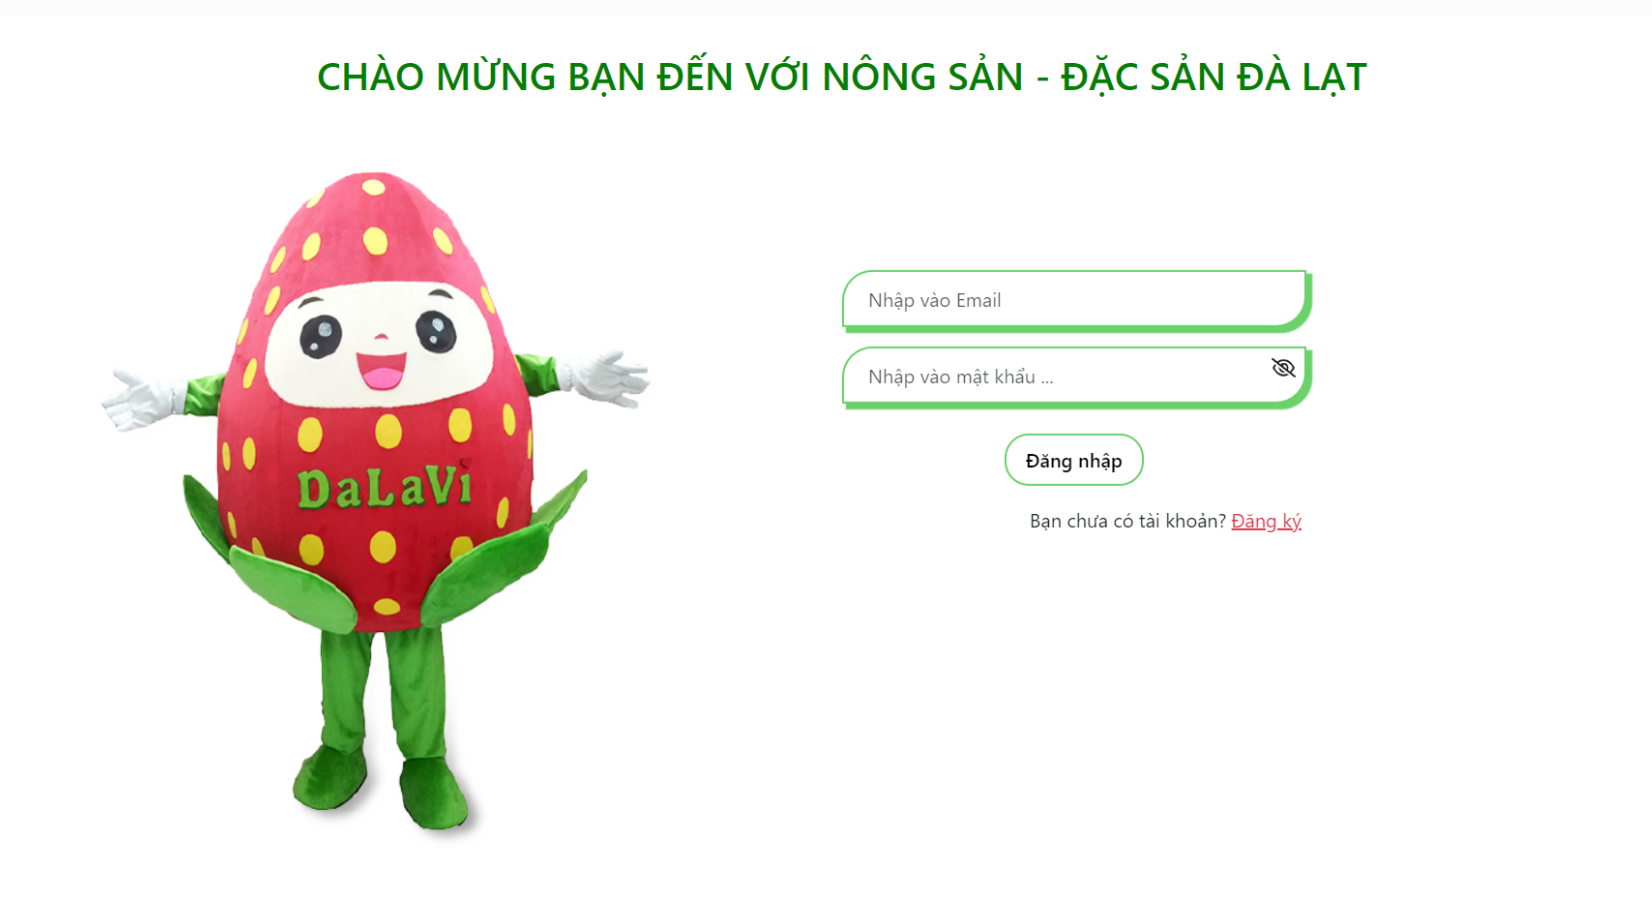 CHÀO MỪNG BẠN ĐẾN VỚI NÔNG SẢN - ĐẶC SẢN ĐÀ LẠT
Nhập vào Email
Nhập vào mật khẩu ...
DaLaVi
Đăng nhập
Bạn chưa có tài khoản? Đăng ký